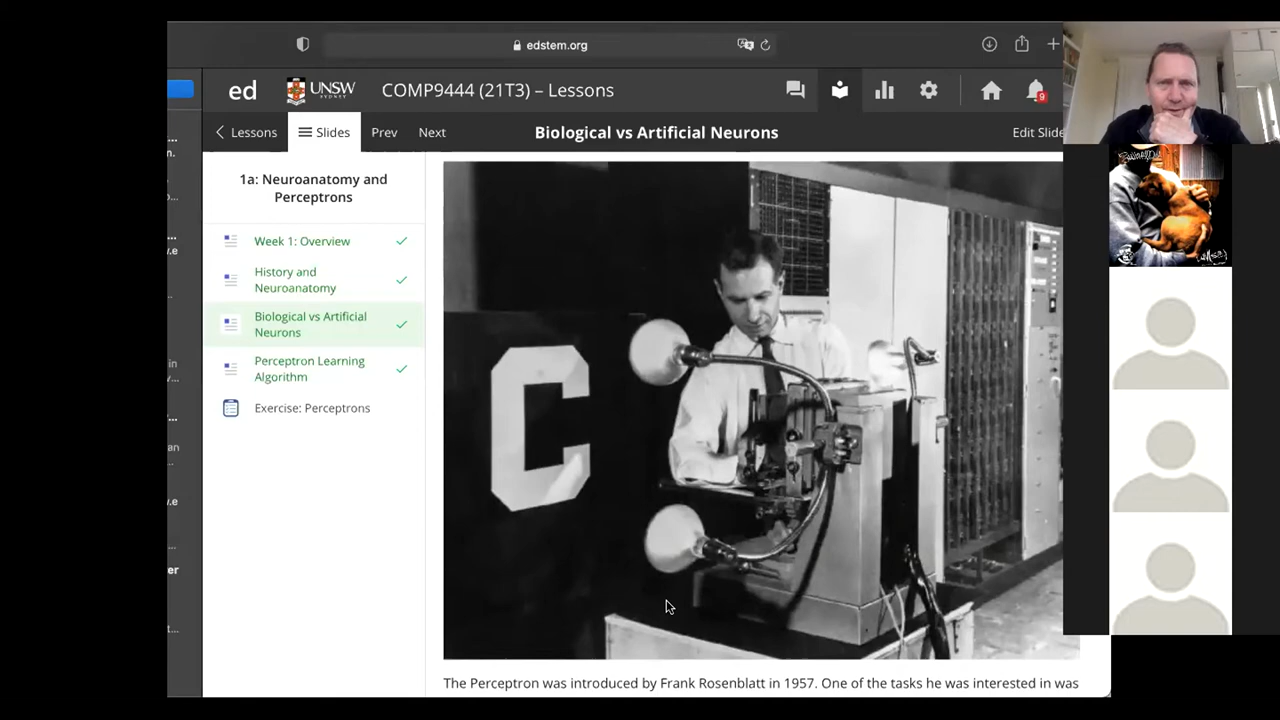 edstem.org
ed
UNSW
SYDNEY
COMP9444 (21T3) – Lessons
9
Lessons
Slides
Prev
Next
Biological vs Artificial Neurons
Edit Slide
1a: Neuroanatomy and
Perceptrons
Week 1: Overview
History and
Neuroanatomy
Biological vs Artificial
Neurons
Perceptron Learning
Algorithm
Exercise: Perceptrons
C
The Perceptron was introduced by Frank Rosenblatt in 1957. One of the tasks he was interested in was